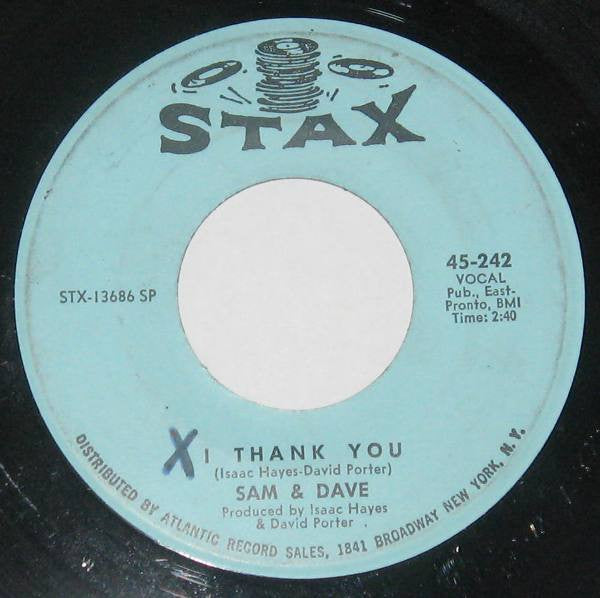 STAX
45-242
VOCAL
Pub., East-
Pronto, BMI
Time: 2:40
STX-13686 SP
X I THANK YOU
(Isaac Hayes-David Porter)
SAM & DAVE
Produced by Isaac Hayes
& David Porter
DISTRIBUTED BY ATLANTIC RECORD SALES, 1841 BROADWAY NEW YORK, N. Y.